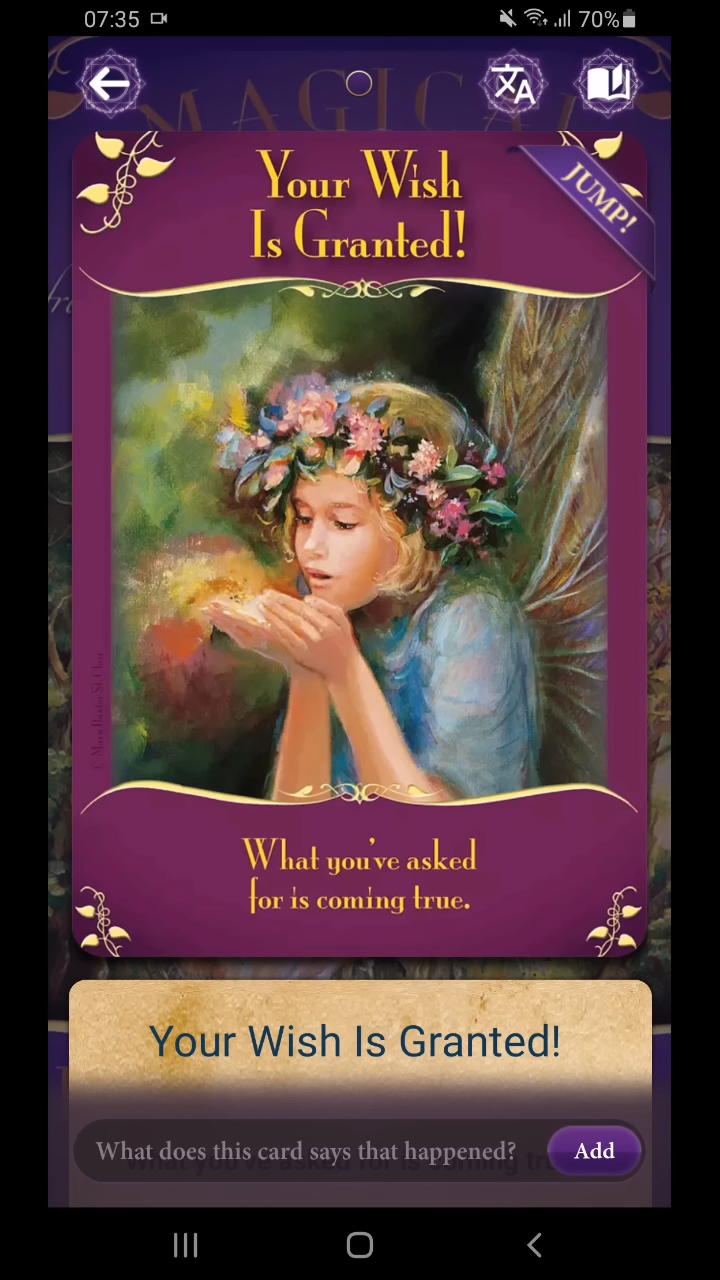 07:35
70%
MAGICAL
Your Wish
Is Granted!
JUMP!
What you've asked
for is coming true.
Your Wish Is Granted!
What does this card says that happened?
Add